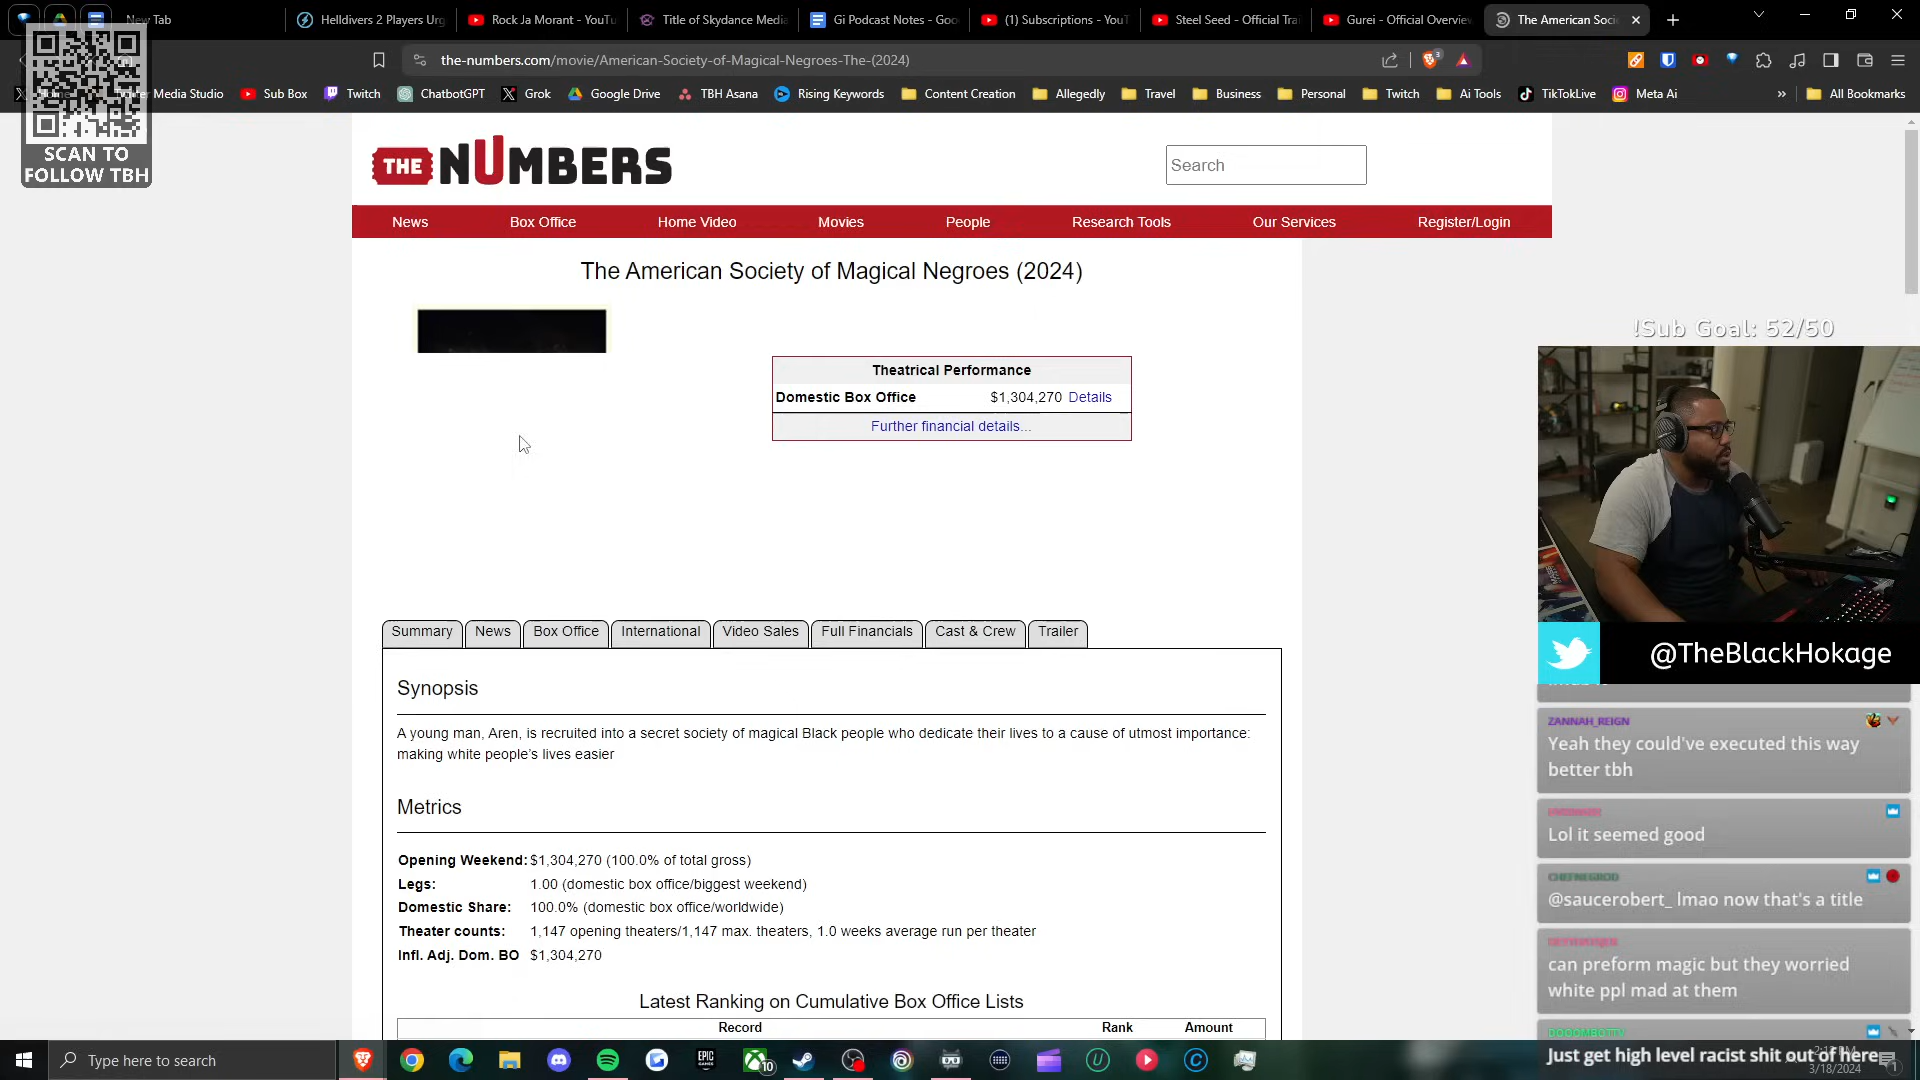 New Tab
Helldivers 2 Players Urg
Rock Ja Morant - YouTu
Title of Skydance Media
Gi Podcast Notes - Goo
(1) Subscriptions - YouT
Steel Seed - Official Tra
Gurei - Official Overview
The American Soci
the-numbers.com/movie/American-Society-of-Magical-Negroes-The-(2024)
Media Studio
Sub Box
Twitch
ChatbotGPT
Grok
Google Drive
TBH Asana
Rising Keywords
Content Creation
Allegedly
Travel
Business
Personal
Twitch
Ai Tools
TikTokLive
Meta Ai
All Bookmarks
SCAN TO
FOLLOW TBH
THE NUMBERS
Search
News
Box Office
Home Video
Movies
People
Research Tools
Our Services
Register/Login
The American Society of Magical Negroes (2024)
Theatrical Performance
Domestic Box Office $1,304,270 Details
Further financial details...
Summary
News
Box Office
International
Video Sales
Full Financials
Cast & Crew
Trailer
Synopsis
A young man, Aren, is recruited into a secret society of magical Black people who dedicate their lives to a cause of utmost importance:
making white people's lives easier
Metrics
Opening Weekend: $1,304,270 (100.0% of total gross)
Legs: 1.00 (domestic box office/biggest weekend)
Domestic Share: 100.0% (domestic box office/worldwide)
Theater counts: 1,147 opening theaters/1,147 max. theaters, 1.0 weeks average run per theater
Infl. Adj. Dom. BO $1,304,270
Latest Ranking on Cumulative Box Office Lists
Record Rank Amount
!Sub Goal: 52/50
@TheBlackHokage
ZANNAH_REIGN
Yeah they could've executed this way
better tbh
Lol it seemed good
CHEFNEGROD
@saucerobert_ lmao now that's a title
can preform magic but they worried
white ppl mad at them
Just get high level racist shit out of here
Type here to search
10
3/18/2024
1